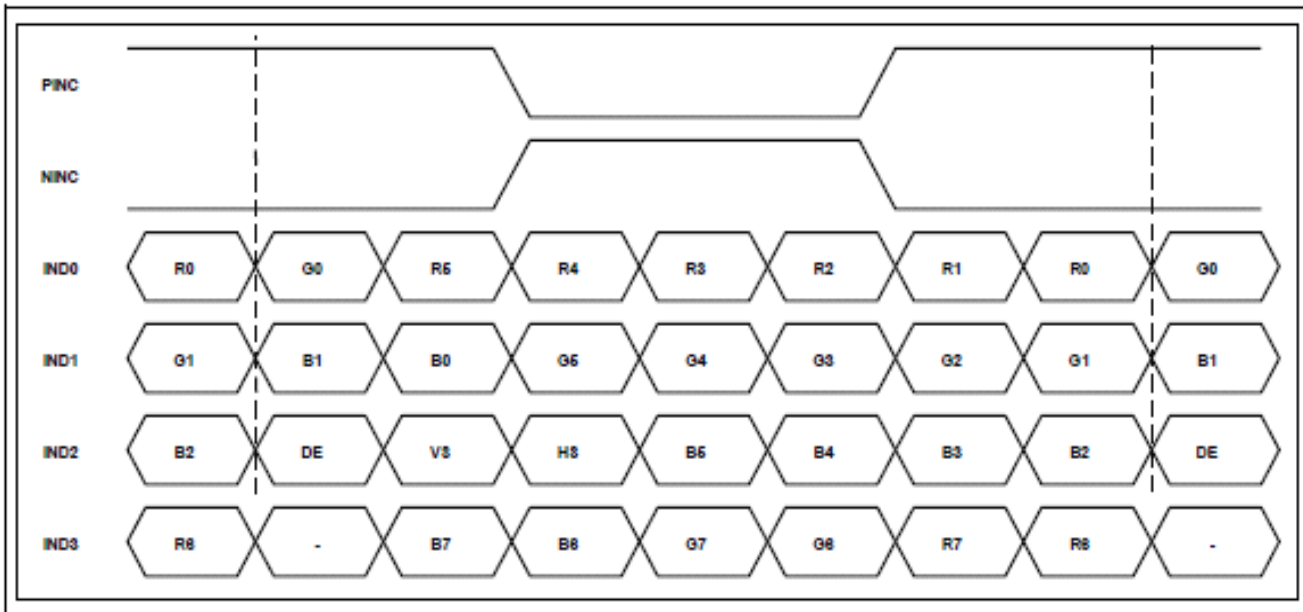 PINC
NINC
IND0 R0 G0 R5 R4 R3 R2 R1 R0 G0
IND1 G1 B1 B0 G5 G4 G3 G2 G1 B1
IND2 B2 DE VS HS B5 B4 B3 B2 DE
IND3 R6 - B7 B6 G7 G6 R7 R6 -